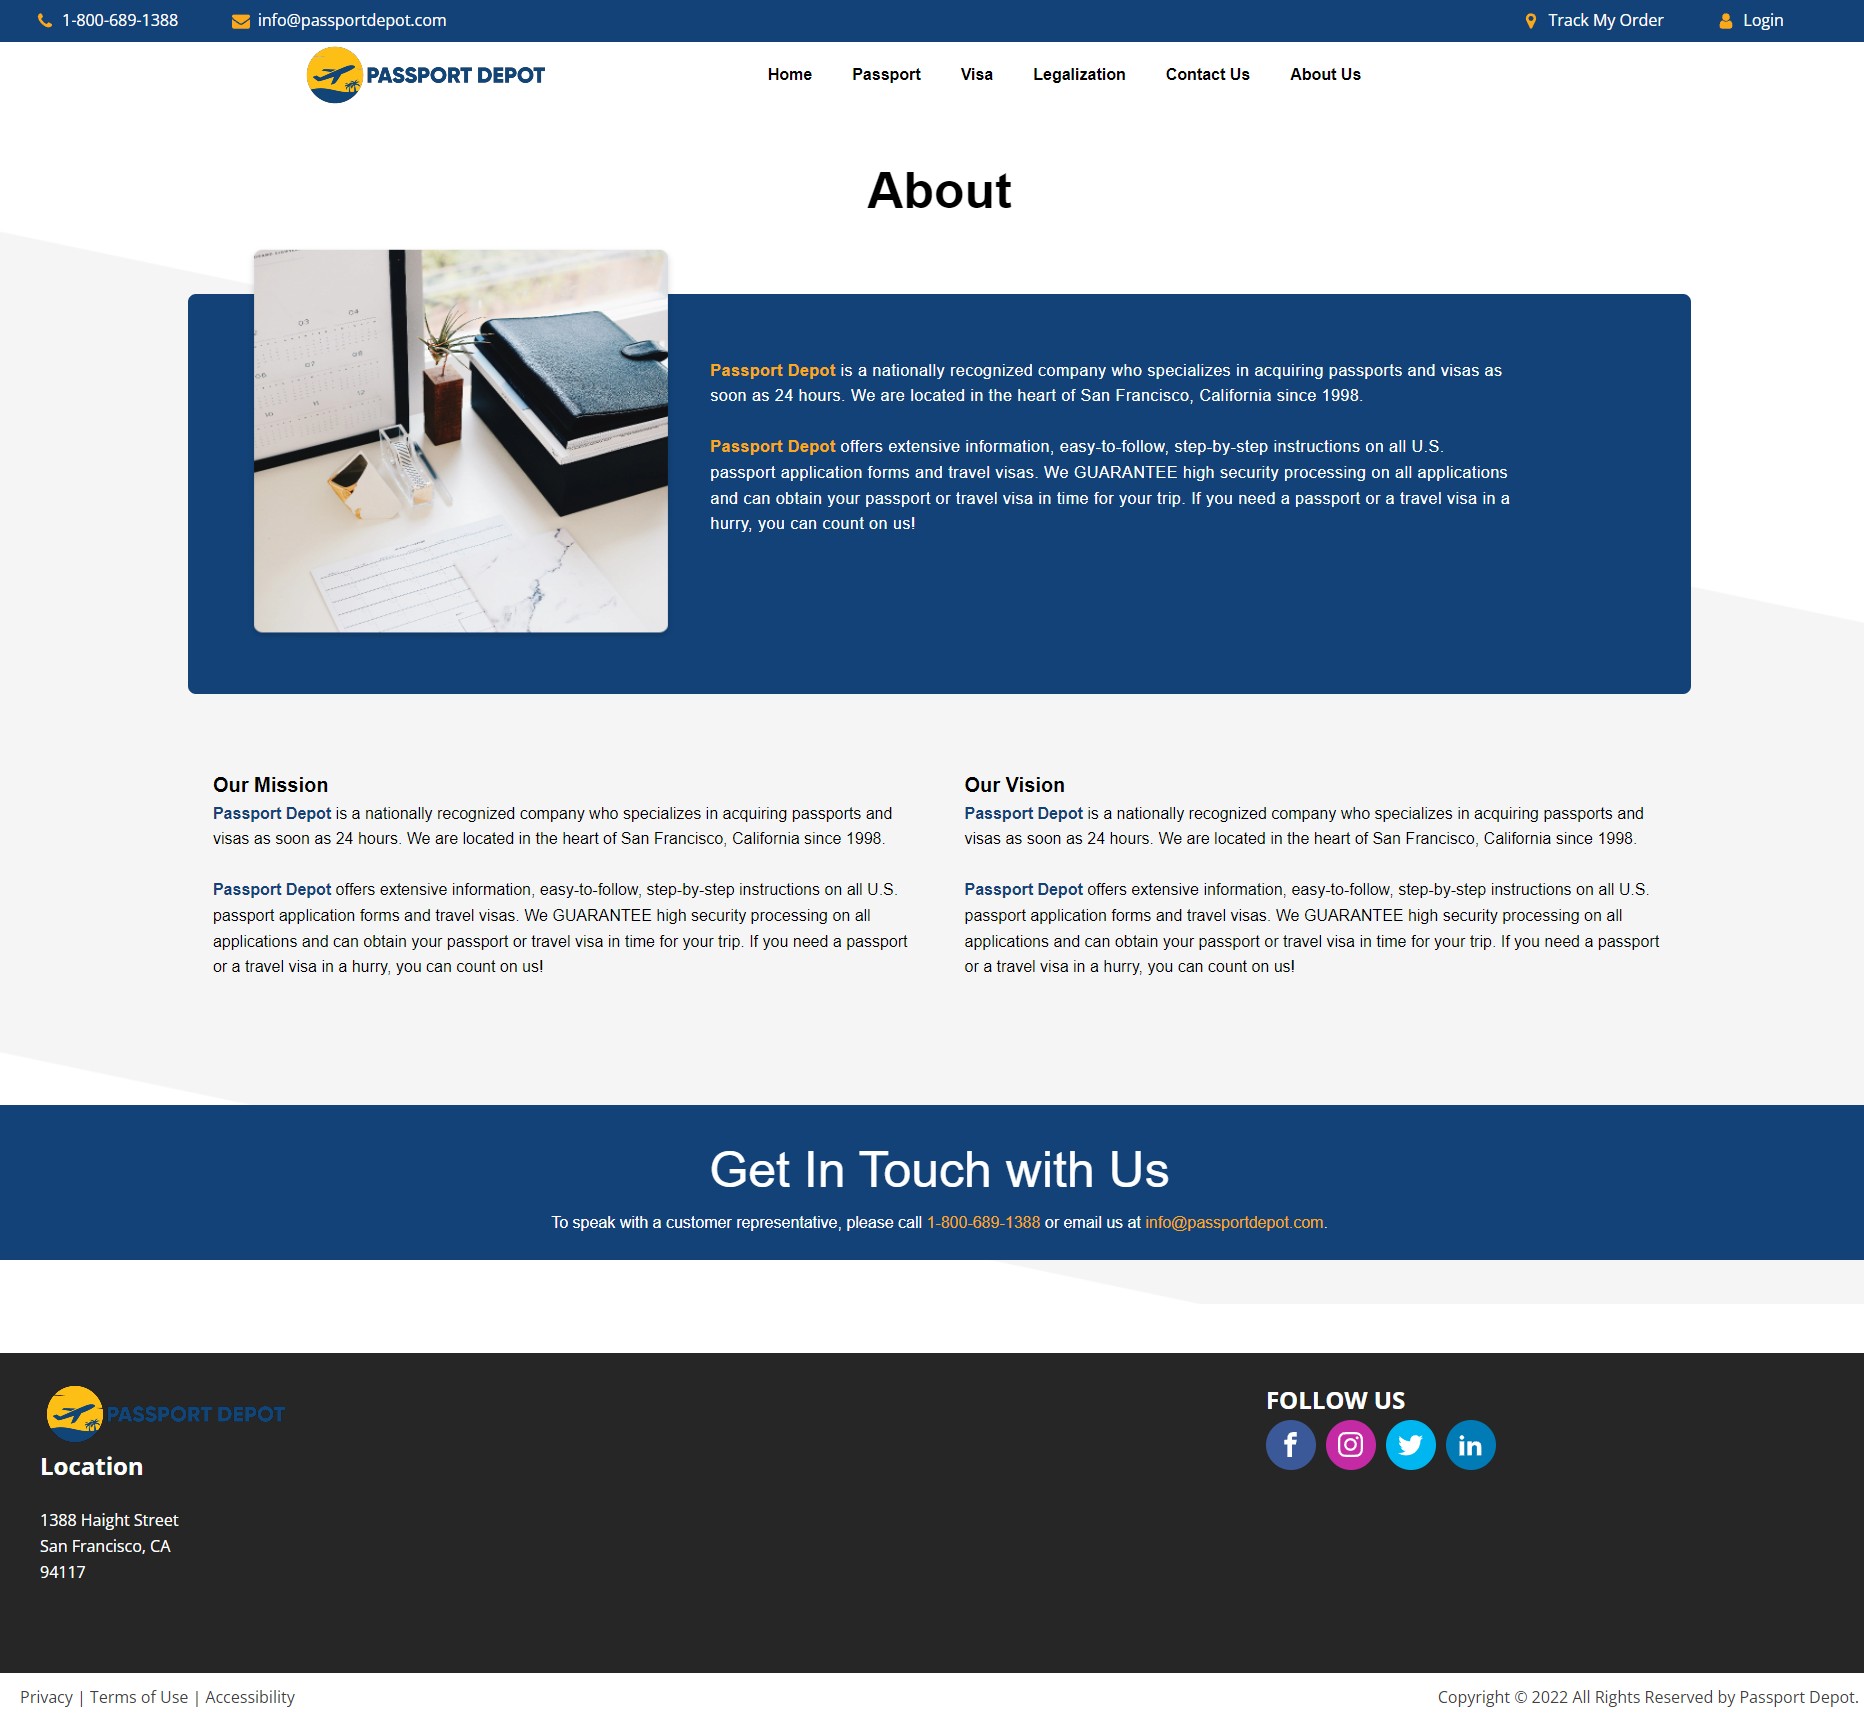 1-800-689-1388 info@passportdepot.com Track My Order Login
PASSPORT DEPOT Home Passport Visa Legalization Contact Us About Us
About
03 04
07 08
06
10 11 12
Passport Depot is a nationally recognized company who specializes in acquiring passports and visas as
soon as 24 hours. We are located in the heart of San Francisco, California since 1998.
Passport Depot offers extensive information, easy-to-follow, step-by-step instructions on all U.S.
passport application forms and travel visas. We GUARANTEE high security processing on all applications
and can obtain your passport or travel visa in time for your trip. If you need a passport or a travel visa in a
hurry, you can count on us!
Our Mission
Passport Depot is a nationally recognized company who specializes in acquiring passports and
visas as soon as 24 hours. We are located in the heart of San Francisco, California since 1998.
Passport Depot offers extensive information, easy-to-follow, step-by-step instructions on all U.S.
passport application forms and travel visas. We GUARANTEE high security processing on all
applications and can obtain your passport or travel visa in time for your trip. If you need a passport
or a travel visa in a hurry, you can count on us!
Our Vision
Passport Depot is a nationally recognized company who specializes in acquiring passports and
visas as soon as 24 hours. We are located in the heart of San Francisco, California since 1998.
Passport Depot offers extensive information, easy-to-follow, step-by-step instructions on all U.S.
passport application forms and travel visas. We GUARANTEE high security processing on all
applications and can obtain your passport or travel visa in time for your trip. If you need a passport
or a travel visa in a hurry, you can count on us!
Get In Touch with Us
To speak with a customer representative, please call 1-800-689-1388 or email us at info@passportdepot.com.
PASSPORT DEPOT
Location
1388 Haight Street
San Francisco, CA
94117
FOLLOW US
Privacy | Terms of Use | Accessibility
Copyright © 2022 All Rights Reserved by Passport Depot.